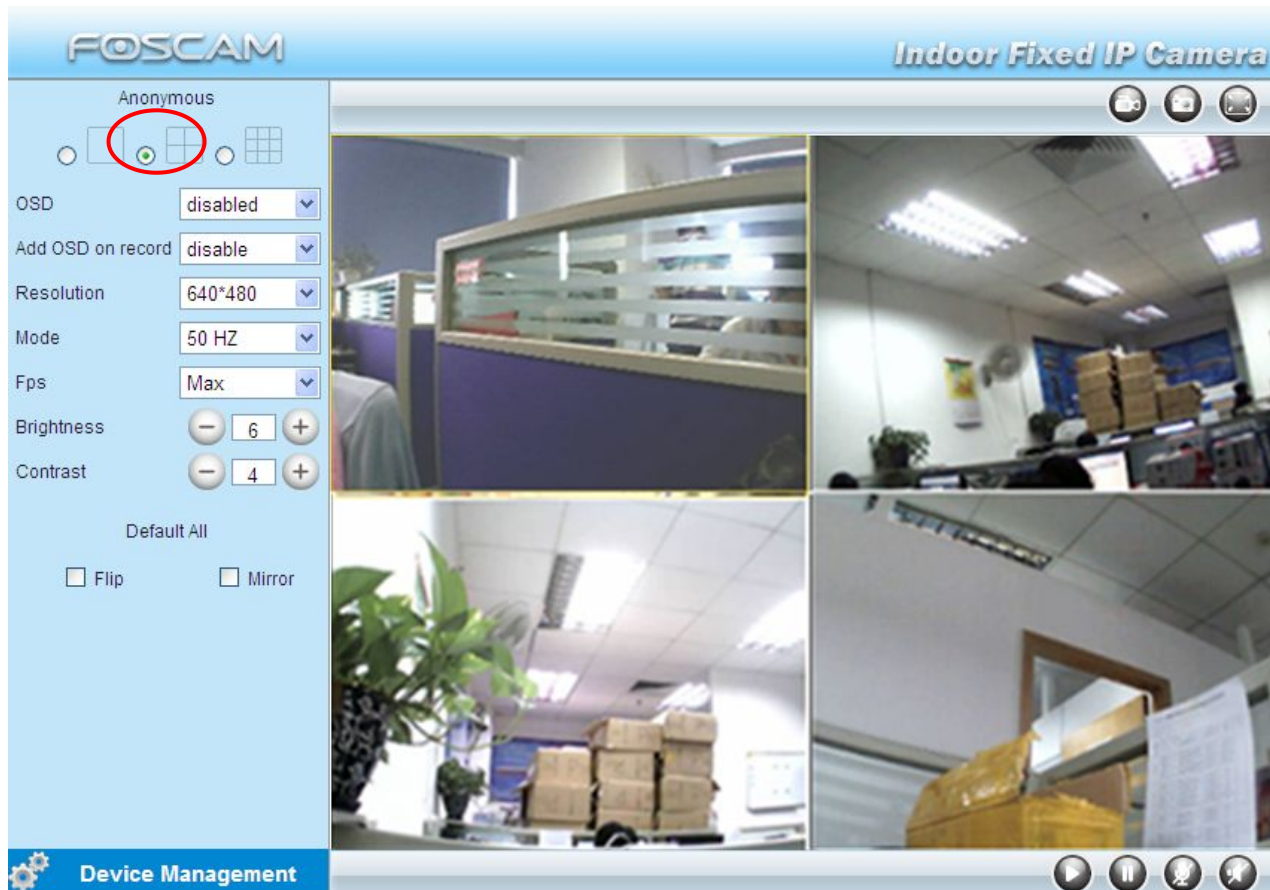 FOSCAM
Indoor Fixed IP Camera
Anonymous
OSD disabled
Add OSD on record disable
Resolution 640*480
Mode 50 HZ
Fps Max
Brightness 6
Contrast 4
Default All
Flip Mirror
Device Management